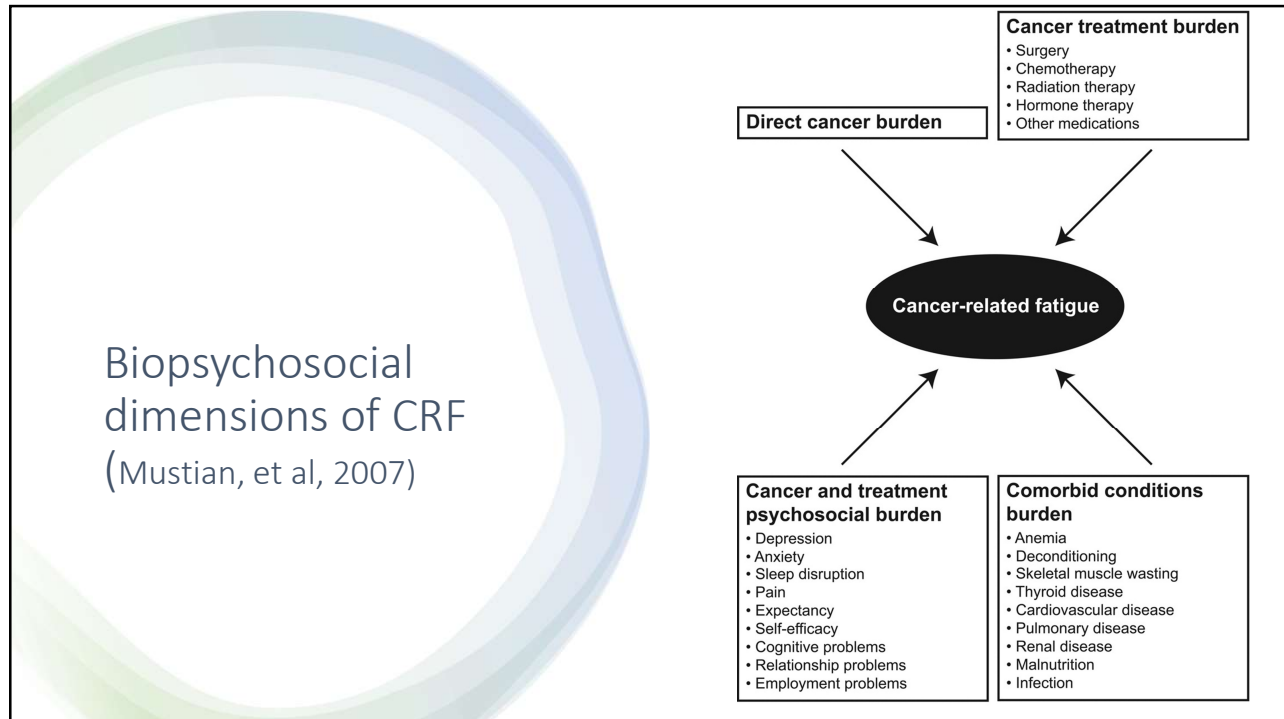 Biopsychosocial
dimensions of CRF
(Mustian, et al, 2007)
Direct cancer burden
Cancer treatment burden
• Surgery
• Chemotherapy
• Radiation therapy
• Hormone therapy
• Other medications
Cancer-related fatigue
Cancer and treatment
psychosocial burden
• Depression
• Anxiety
• Sleep disruption
• Pain
• Expectancy
• Self-efficacy
• Cognitive problems
• Relationship problems
• Employment problems
Comorbid conditions
burden
• Anemia
• Deconditioning
• Skeletal muscle wasting
• Thyroid disease
• Cardiovascular disease
• Pulmonary disease
• Renal disease
• Malnutrition
• Infection